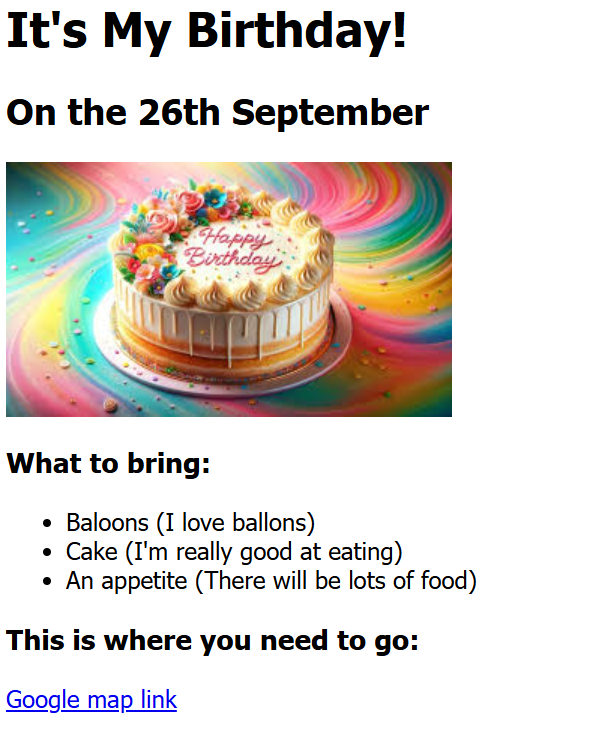 It's My Birthday!
On the 26th September
Happy
Birthday
What to bring:
• Baloons (I love ballons)
• Cake (I'm really good at eating)
• An appetite (There will be lots of food)
This is where you need to go:
Google map link